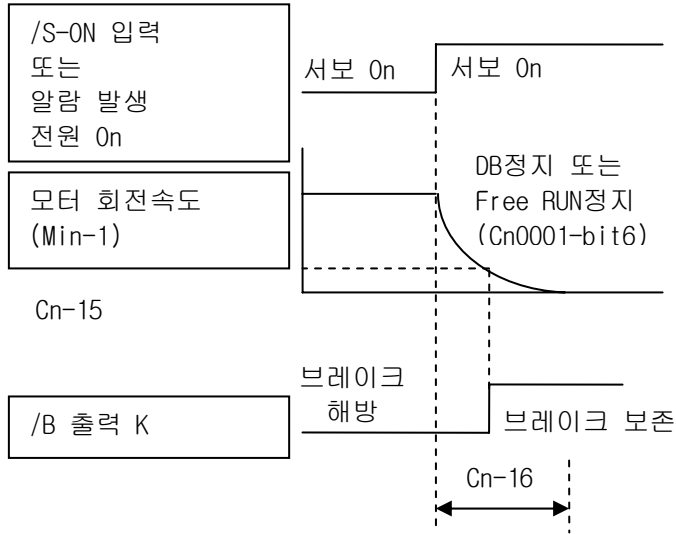 /S-ON 입력
또는
알람 발생
전원 On
서보 On
서보 On
모터 회전속도
(Min-1)
DB정지 또는
Free RUN정지
(Cn0001-bit6)
Cn-15
/B 출력 K
브레이크
해방
브레이크 보존
Cn-16